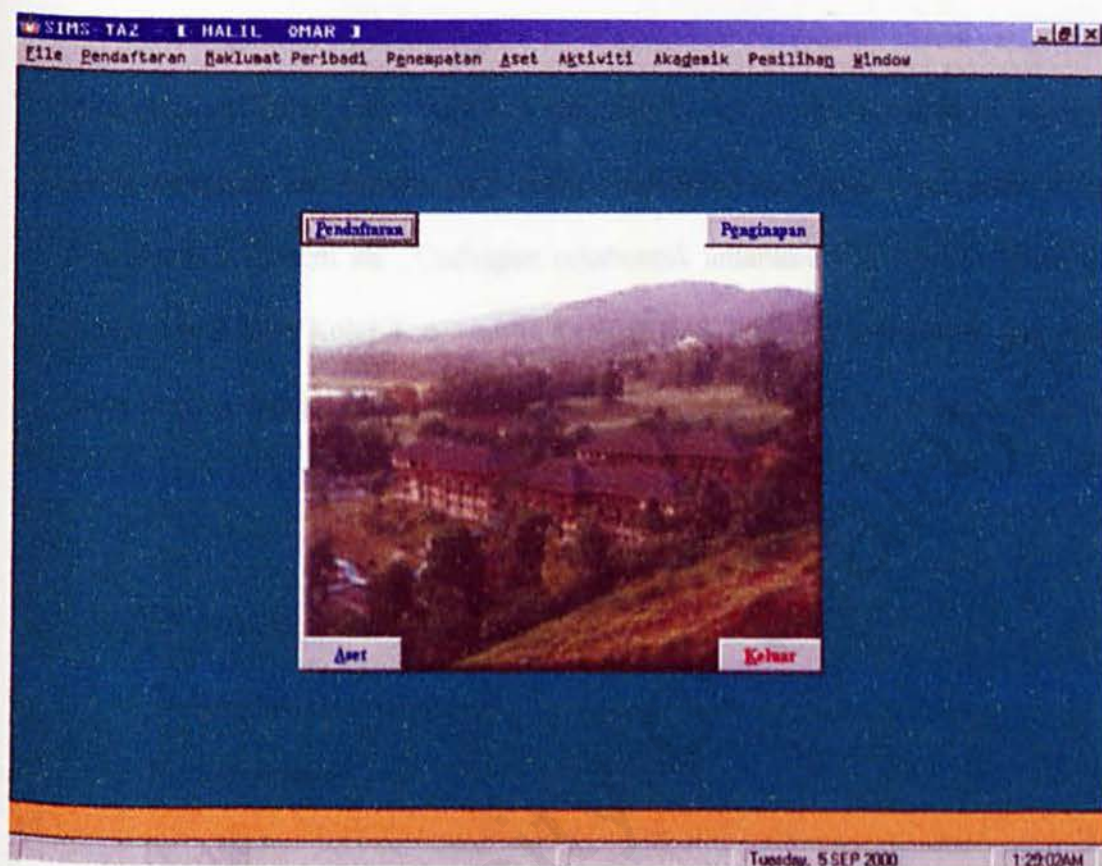 SIMS-TAZ - [ HALIL OMAR ]
File Pendaftaran Maklumat Peribadi Penempatan Aset Aktiviti Akademik Pemilihan Window
Pendaftaran Penginapan
Aset Keluar
Tuesday, 5 SEP 2000 1:29:02AM